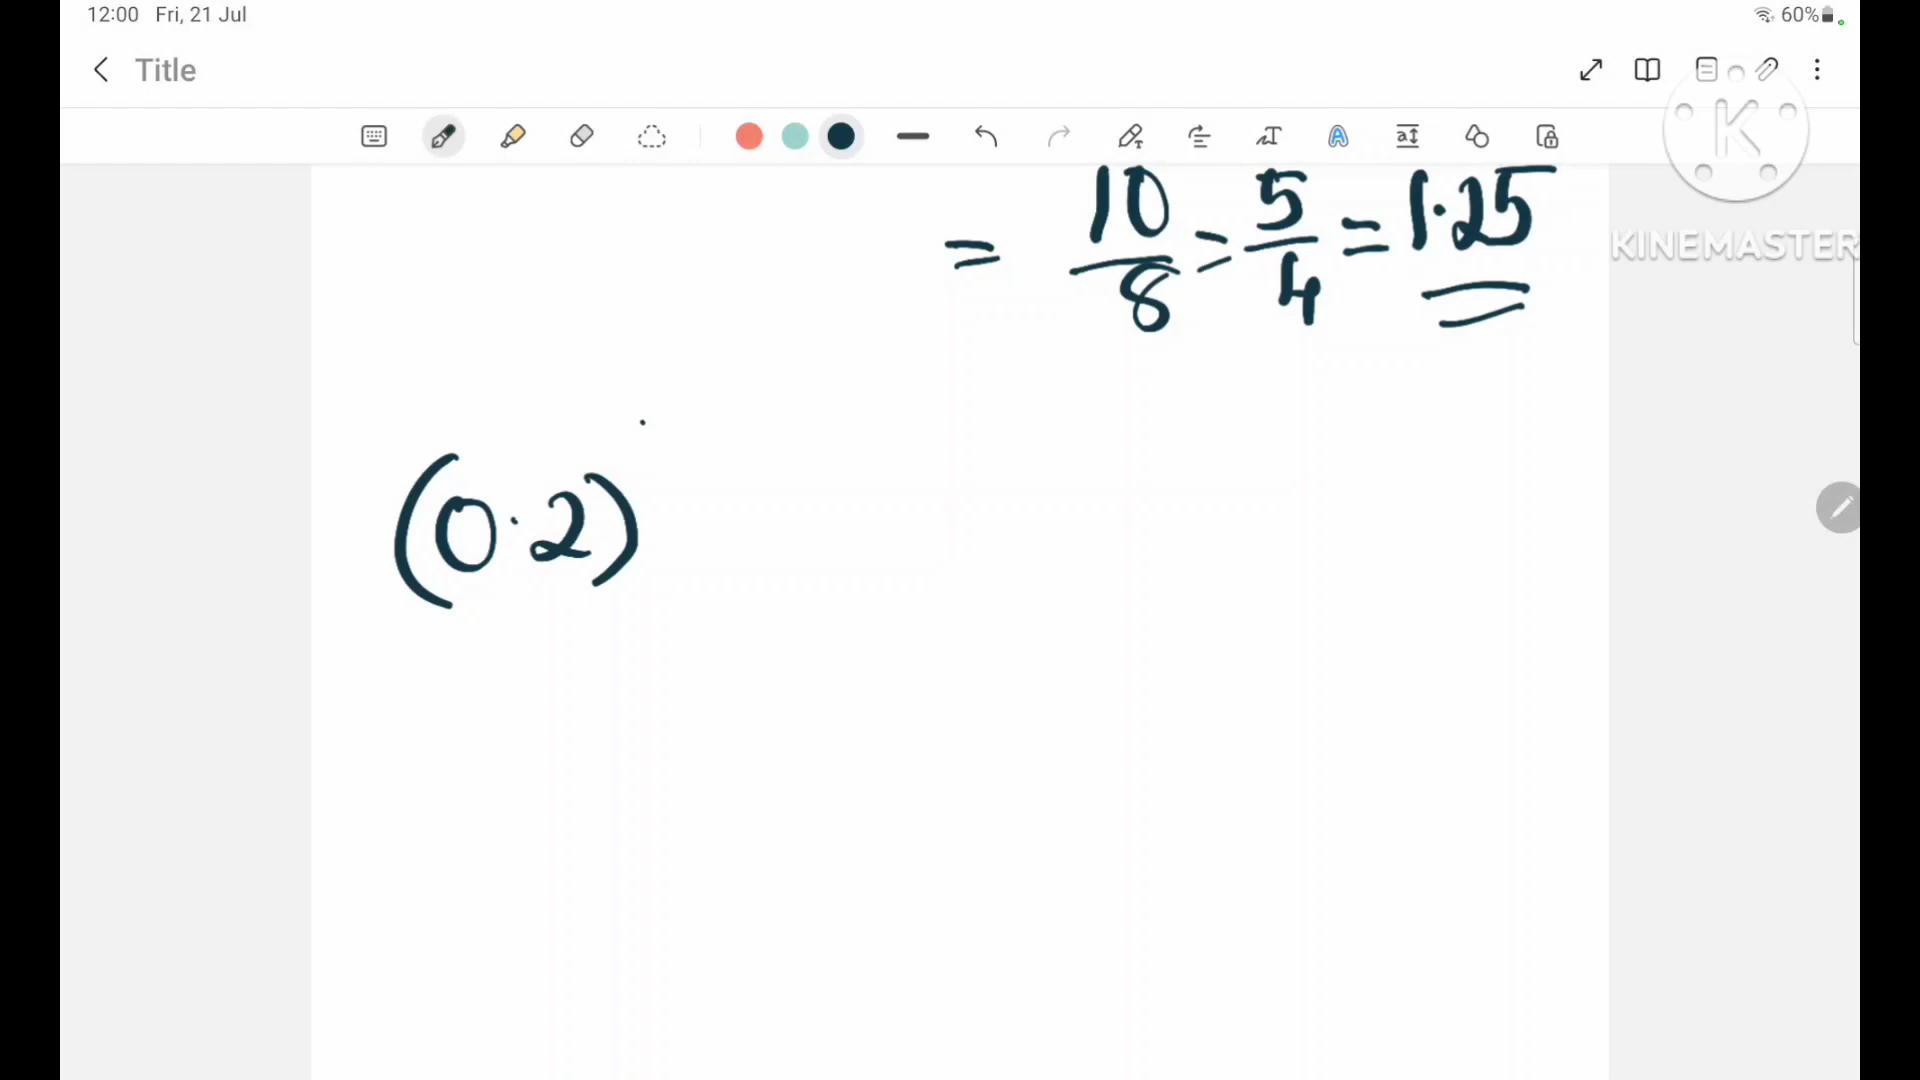 12:00 Fri, 21 Jul 60%
Title
K
KINEMASTER
= 10/8 = 5/4 = 1.25
(0.2)